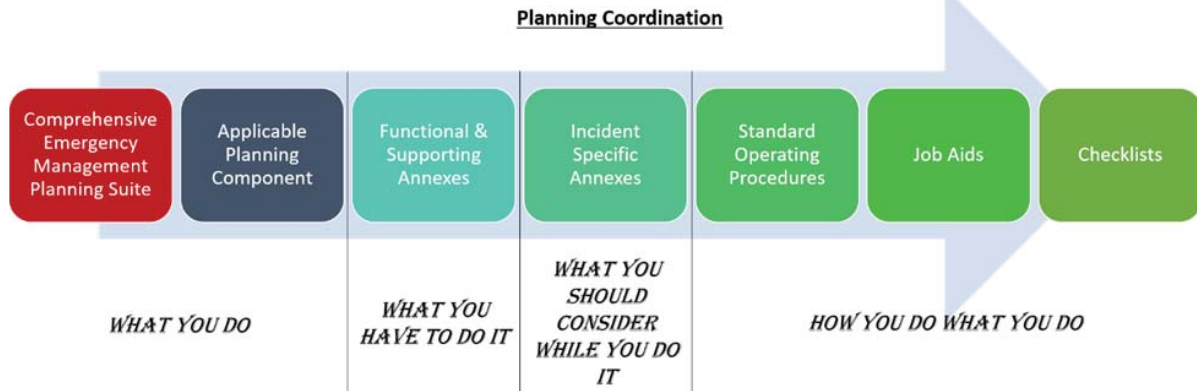 Planning Coordination
Comprehensive
Emergency
Management
Planning Suite
Applicable
Planning
Component
Functional &
Supporting
Annexes
Incident
Specific
Annexes
Standard
Operating
Procedures
Job Aids
Checklists
WHAT YOU DO
WHAT YOU
HAVE TO DO IT
WHAT YOU
SHOULD
CONSIDER
WHILE YOU DO
IT
HOW YOU DO WHAT YOU DO